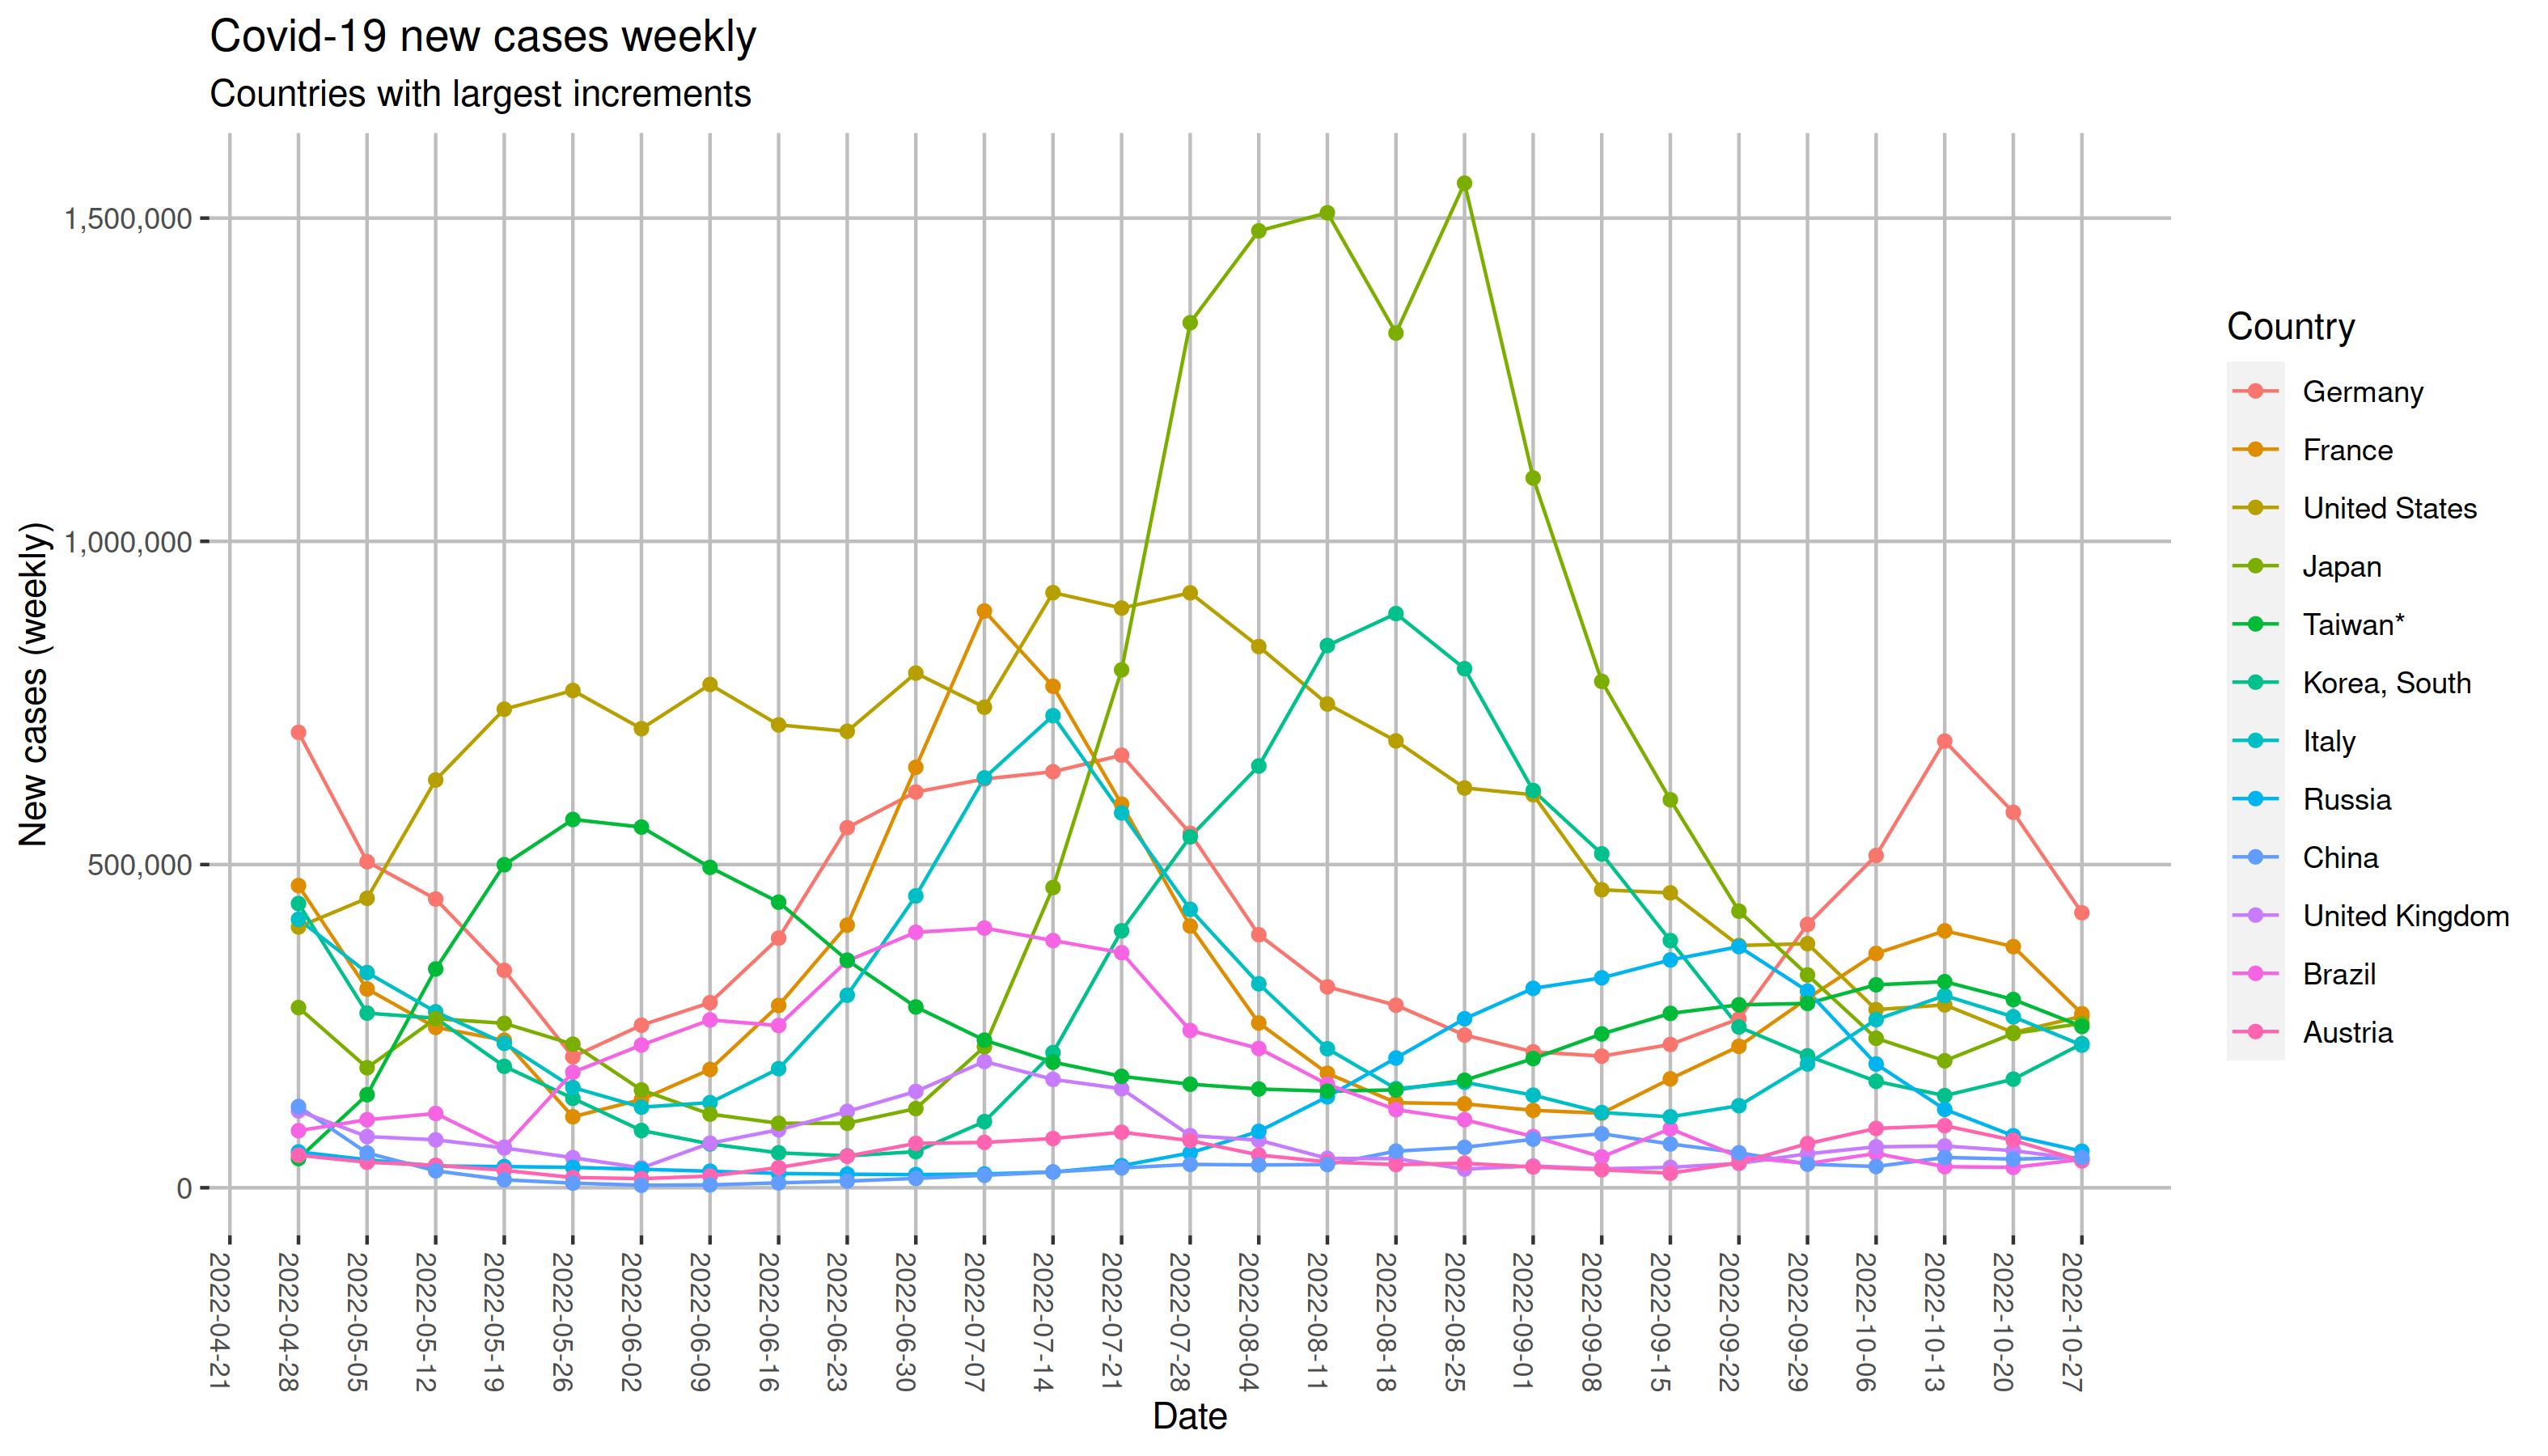 Covid-19 new cases weekly
Countries with largest increments
New cases (weekly)
1,500,000
1,000,000
500,000
0
2022-04-21
2022-04-28
2022-05-05
2022-05-12
2022-05-19
2022-05-26
2022-06-02
2022-06-09
2022-06-16
2022-06-23
2022-06-30
2022-07-07
2022-07-14
2022-07-21
2022-07-28
2022-08-04
2022-08-11
2022-08-18
2022-08-25
2022-09-01
2022-09-08
2022-09-15
2022-09-22
2022-09-29
2022-10-06
2022-10-13
2022-10-20
2022-10-27
Date
Country
Germany
France
United States
Japan
Taiwan*
Korea, South
Italy
Russia
China
United Kingdom
Brazil
Austria